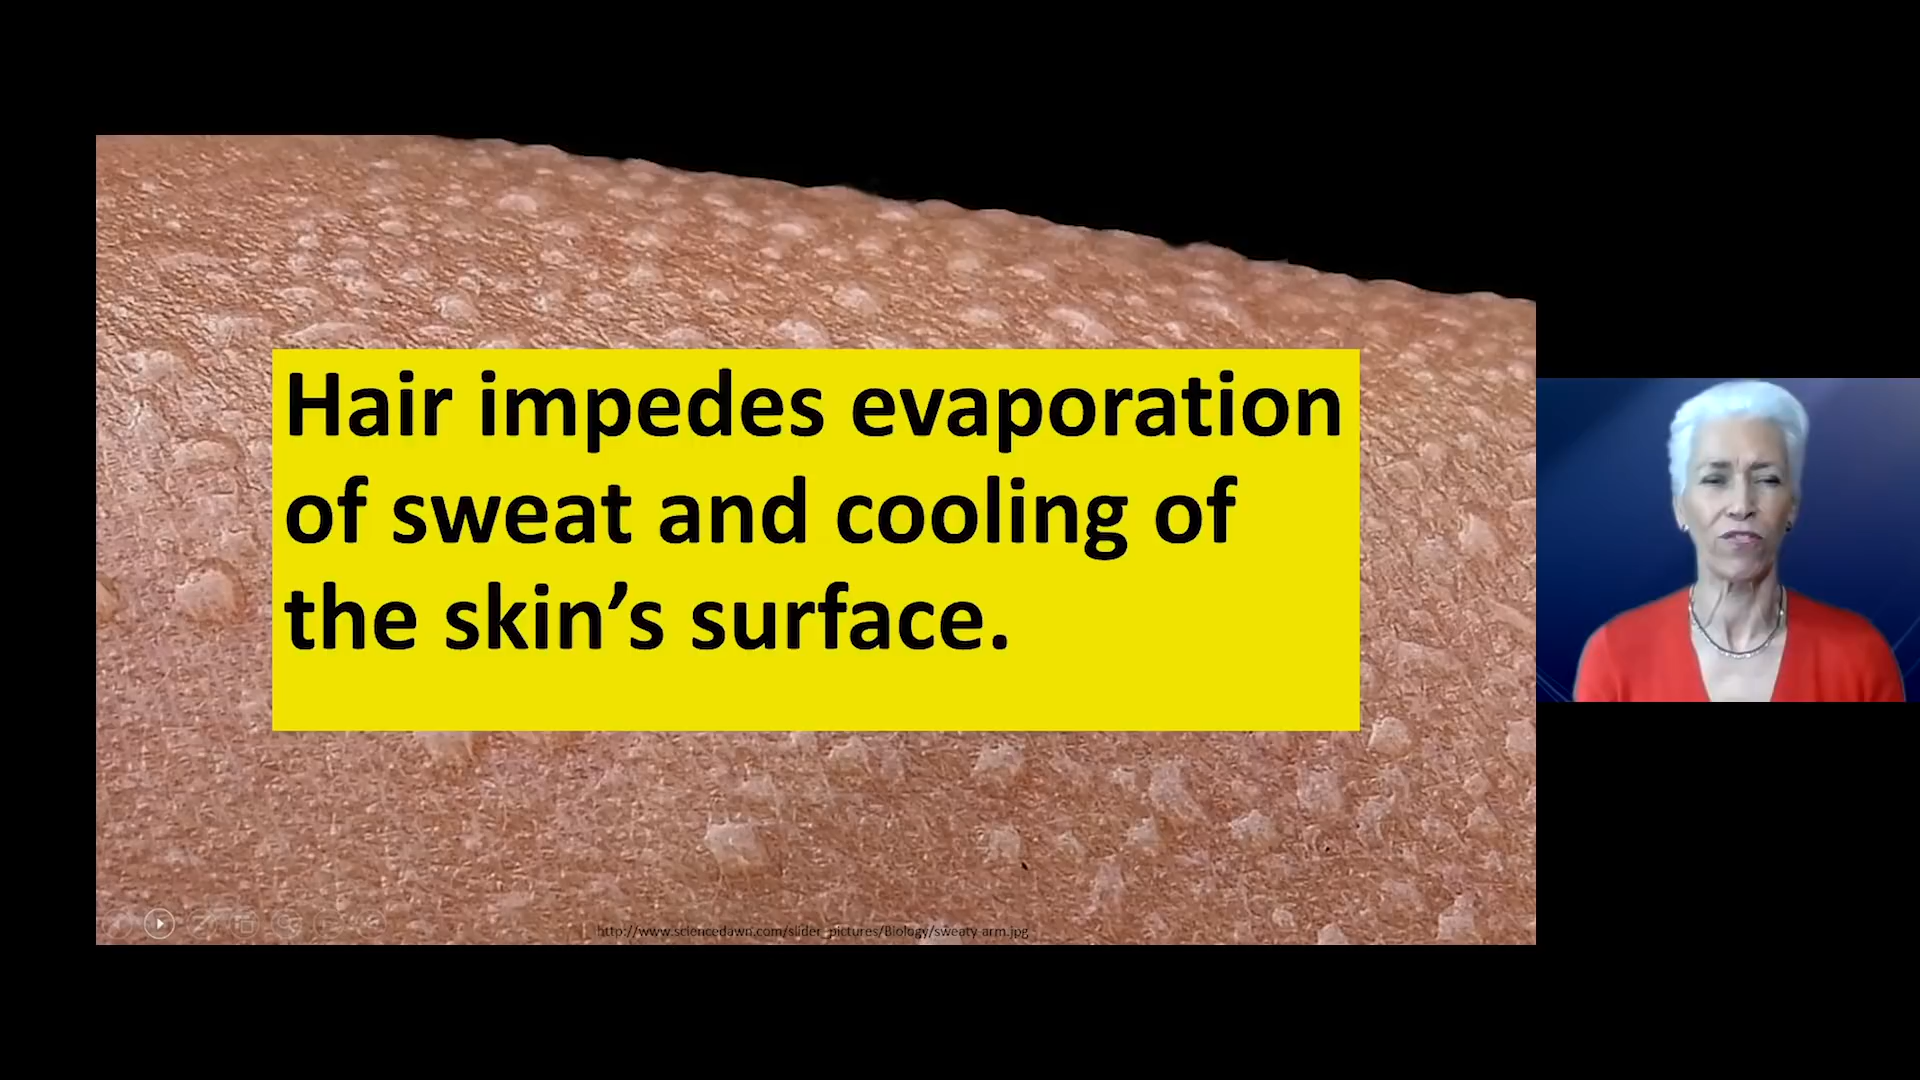 Hair impedes evaporation
of sweat and cooling of
the skin’s surface.
http://www.sciencedawn.com/slider_pictures/Biology/sweaty-arm.jpg